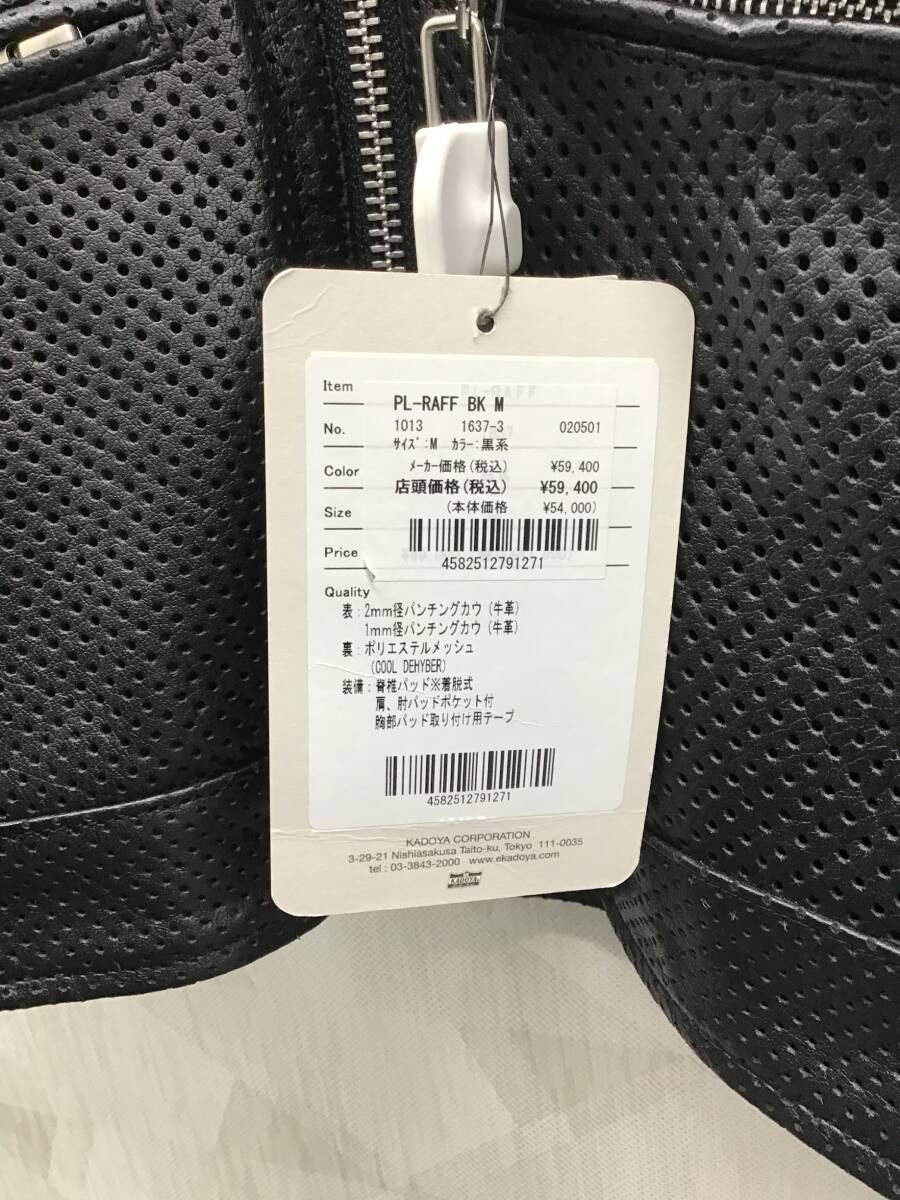 Item
PL-RAFF
PL-RAFF BK M
No.
1013 1637-3 020501
ｻｲｽﾞ:M ｶﾗｰ:黒系
Color
ﾒｰｶｰ価格(税込) ¥59,400
店頭価格(税込) ¥59,400
Size
(本体価格 ¥54,000)
Price
4582512791271
Quality
表:2mm径パンチングカウ(牛革)
1mm径パンチングカウ(牛革)
裏:ポリエステルメッシュ
(COOL DEHYBER)
装備:脊椎パッド※着脱式
肩、肘パッドポケット付
胸部パッド取り付け用テープ
4582512791271
KADOYA CORPORATION
3-29-21 Nishiasakusa Taito-ku, Tokyo 111-0035
tel : 03-3843-2000 www.ekadoya.com
KADOYA